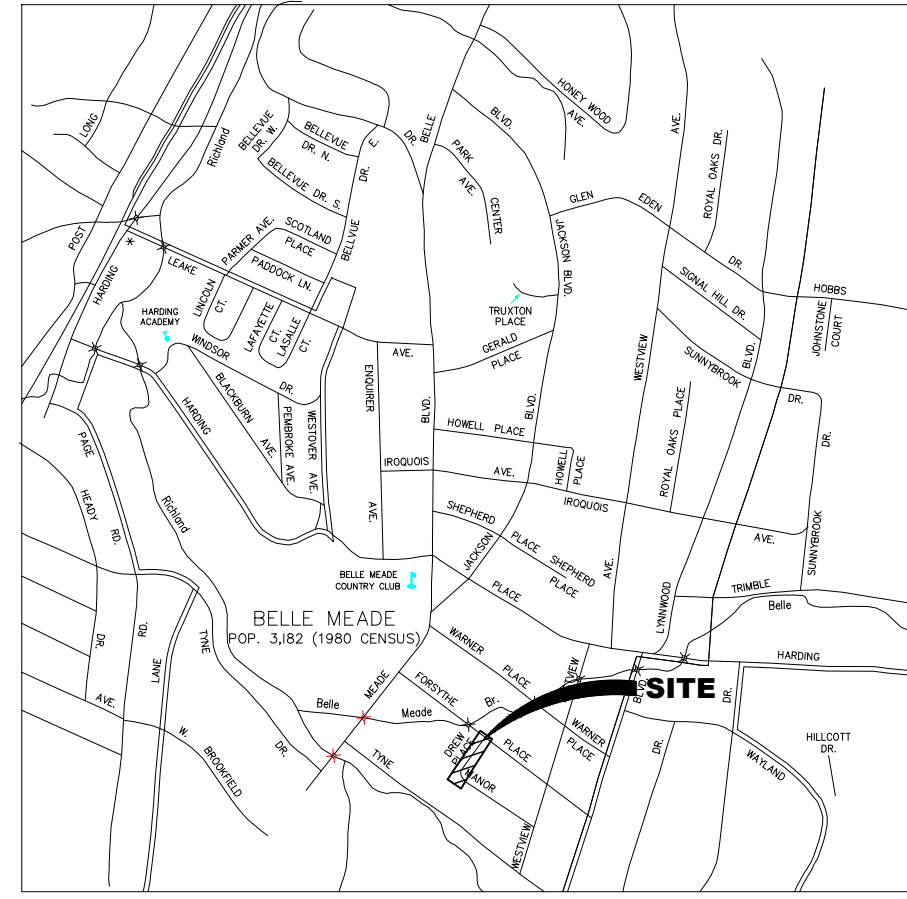 LONG
Richland
BELLEVUE
DR. W.
BELLEVUE
DR. N.
BELLEVUE DR. S.
BELLVUE
DR.
E.
DR.
BELLE
BLVD.
HONEY WOOD
AVE.
AVE.
PARK
AVE.
CENTER
GLEN
EDEN
DR.
ROYAL OAKS DR.
POST
HARDING
*
LEAKE
PARMER AVE.
SCOTLAND
PLACE
PADDOCK LN.
LINCOLN
CT.
LAFAYETTE
CT.
LASALLE
CT.
HARDING
ACADEMY
WINDSOR
DR.
JACKSON BLVD.
TRUXTON
PLACE
GERALD
PLACE
SIGNAL HILL DR.
HOBBS
JOHNSTONE
COURT
WESTVIEW
SUNNYBROOK
BLVD.
DR.
DR.
AVE.
ENQUIRER
BLVD.
BLVD.
BLACKBURN
AVE.
HARDING
PEMBROKE AVE.
WESTOVER AVE.
HOWELL PLACE
HOWELL
PLACE
IROQUOIS
AVE.
IROQUOIS
AVE.
ROYAL OAKS PLACE
PAGE
RD.
HEADY
DR.
Richland
AVE.
SHEPHERD
PLACE
SHEPHERD
PLACE
JACKSON
PLACE
AVE.
SUNNYBROOK
LYNNWOOD
TRIMBLE
Belle
BELLE MEADE
COUNTRY CLUB
BELLE MEADE
POP. 3,182 (1980 CENSUS)
RD.
LANE
TYNE
DR.
AVE.
W.
BROOKFIELD
WARNER
PLACE
FORSYTHE
PLACE
MEADE
Belle
Meade
Br.
TVIEW
HARDING
SITE
BLVD.
DR.
WARNER
PLACE
DR.
WAYLAND
HILLCOTT
DR.
DREW
PLACE
MANOR
TYNE
WESTVIEW